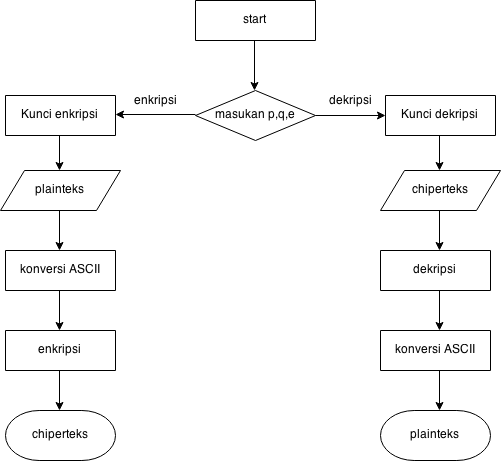 start
enkripsi
dekripsi
Kunci enkripsi
masukan p,q,e
Kunci dekripsi
plainteks
chiperteks
konversi ASCII
dekripsi
enkripsi
konversi ASCII
chiperteks
plainteks